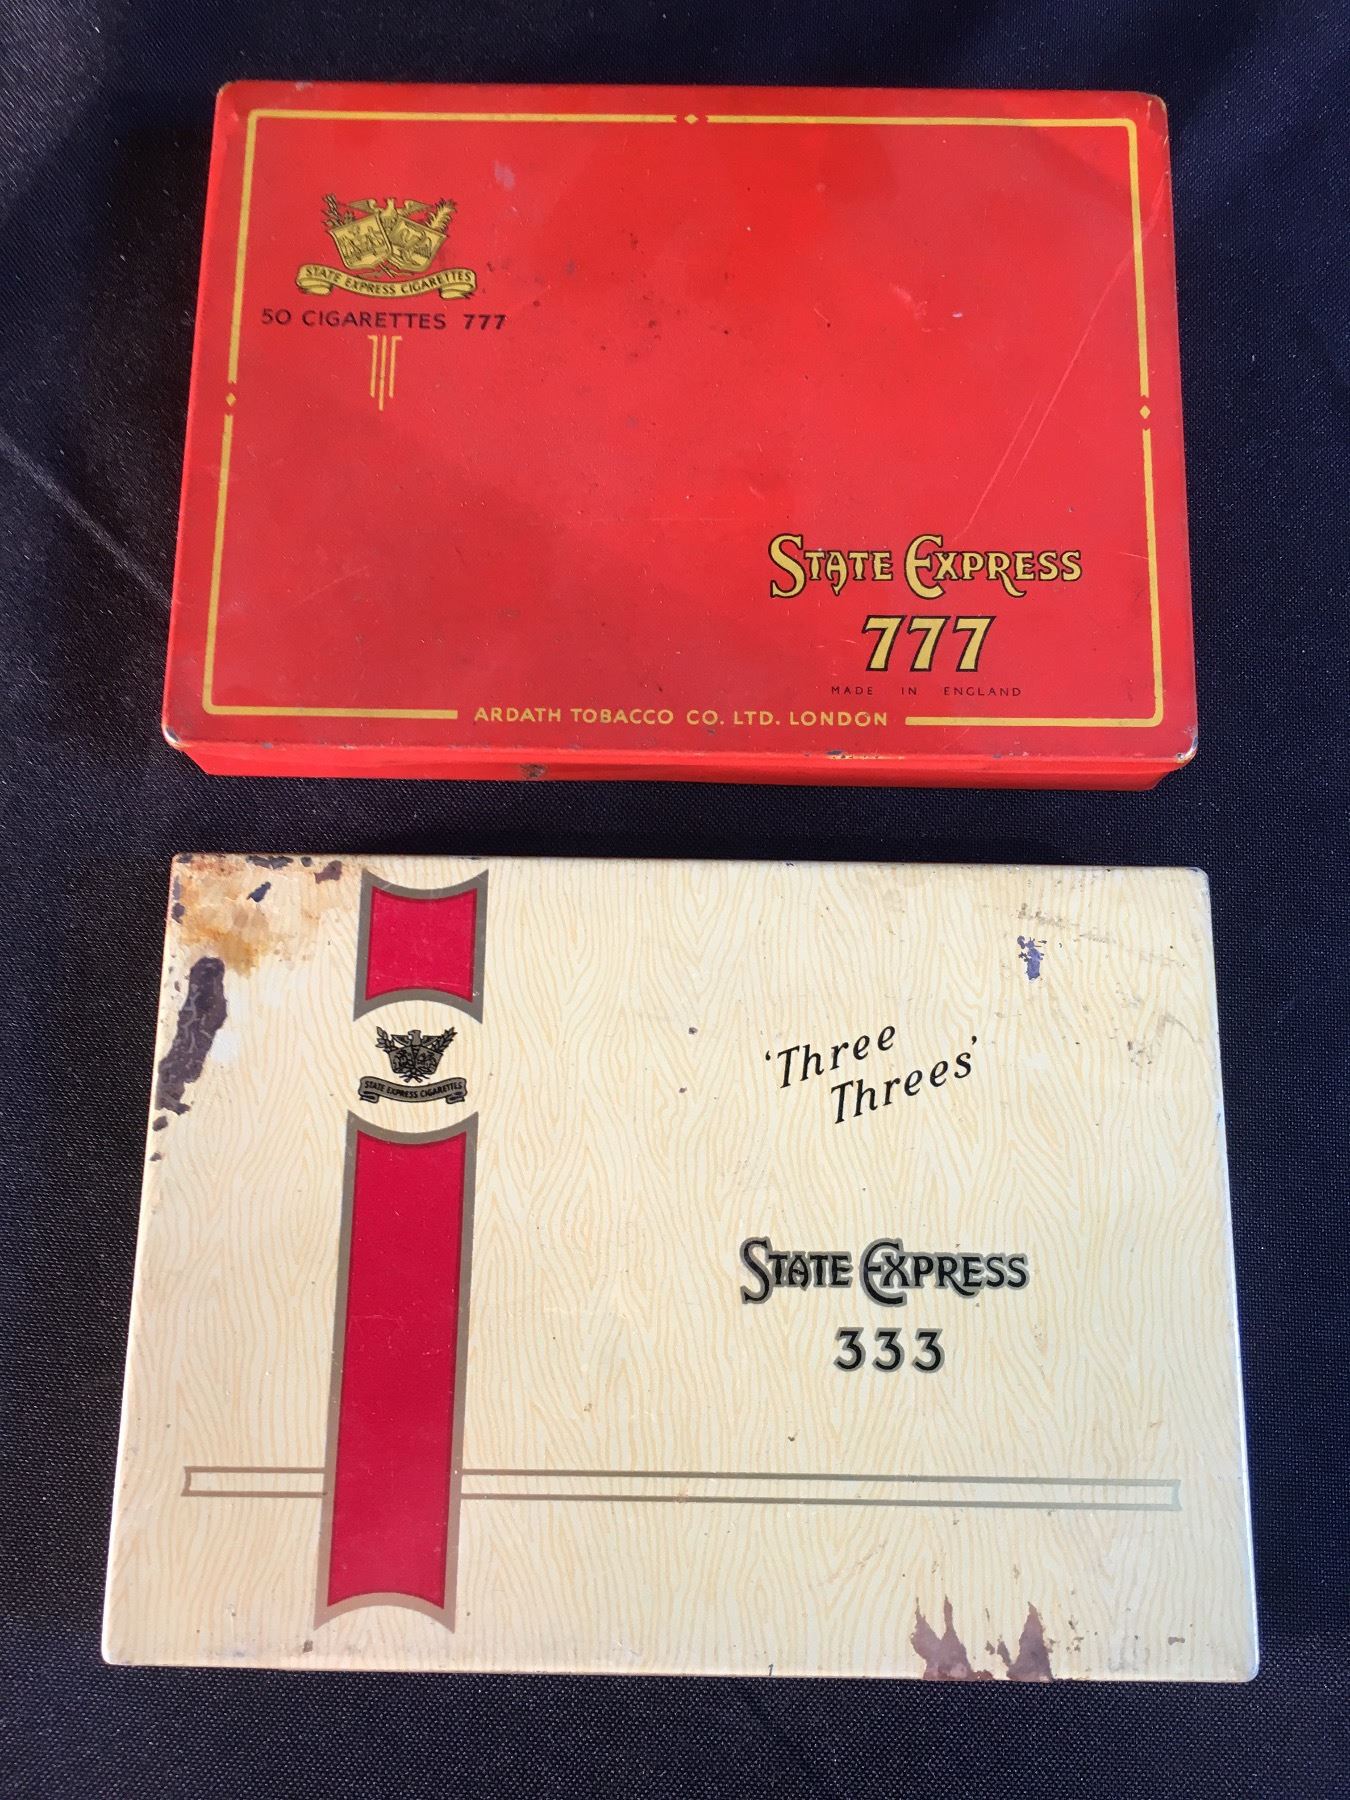 STATE EXPRESS CIGARETTES
50 CIGARETTES 777
STATE EXPRESS
777
MADE IN ENGLAND
ARDATH TOBACCO CO. LTD. LONDON
STATE EXPRESS CIGARETTES
'Three
Threes'
STATE EXPRESS
333